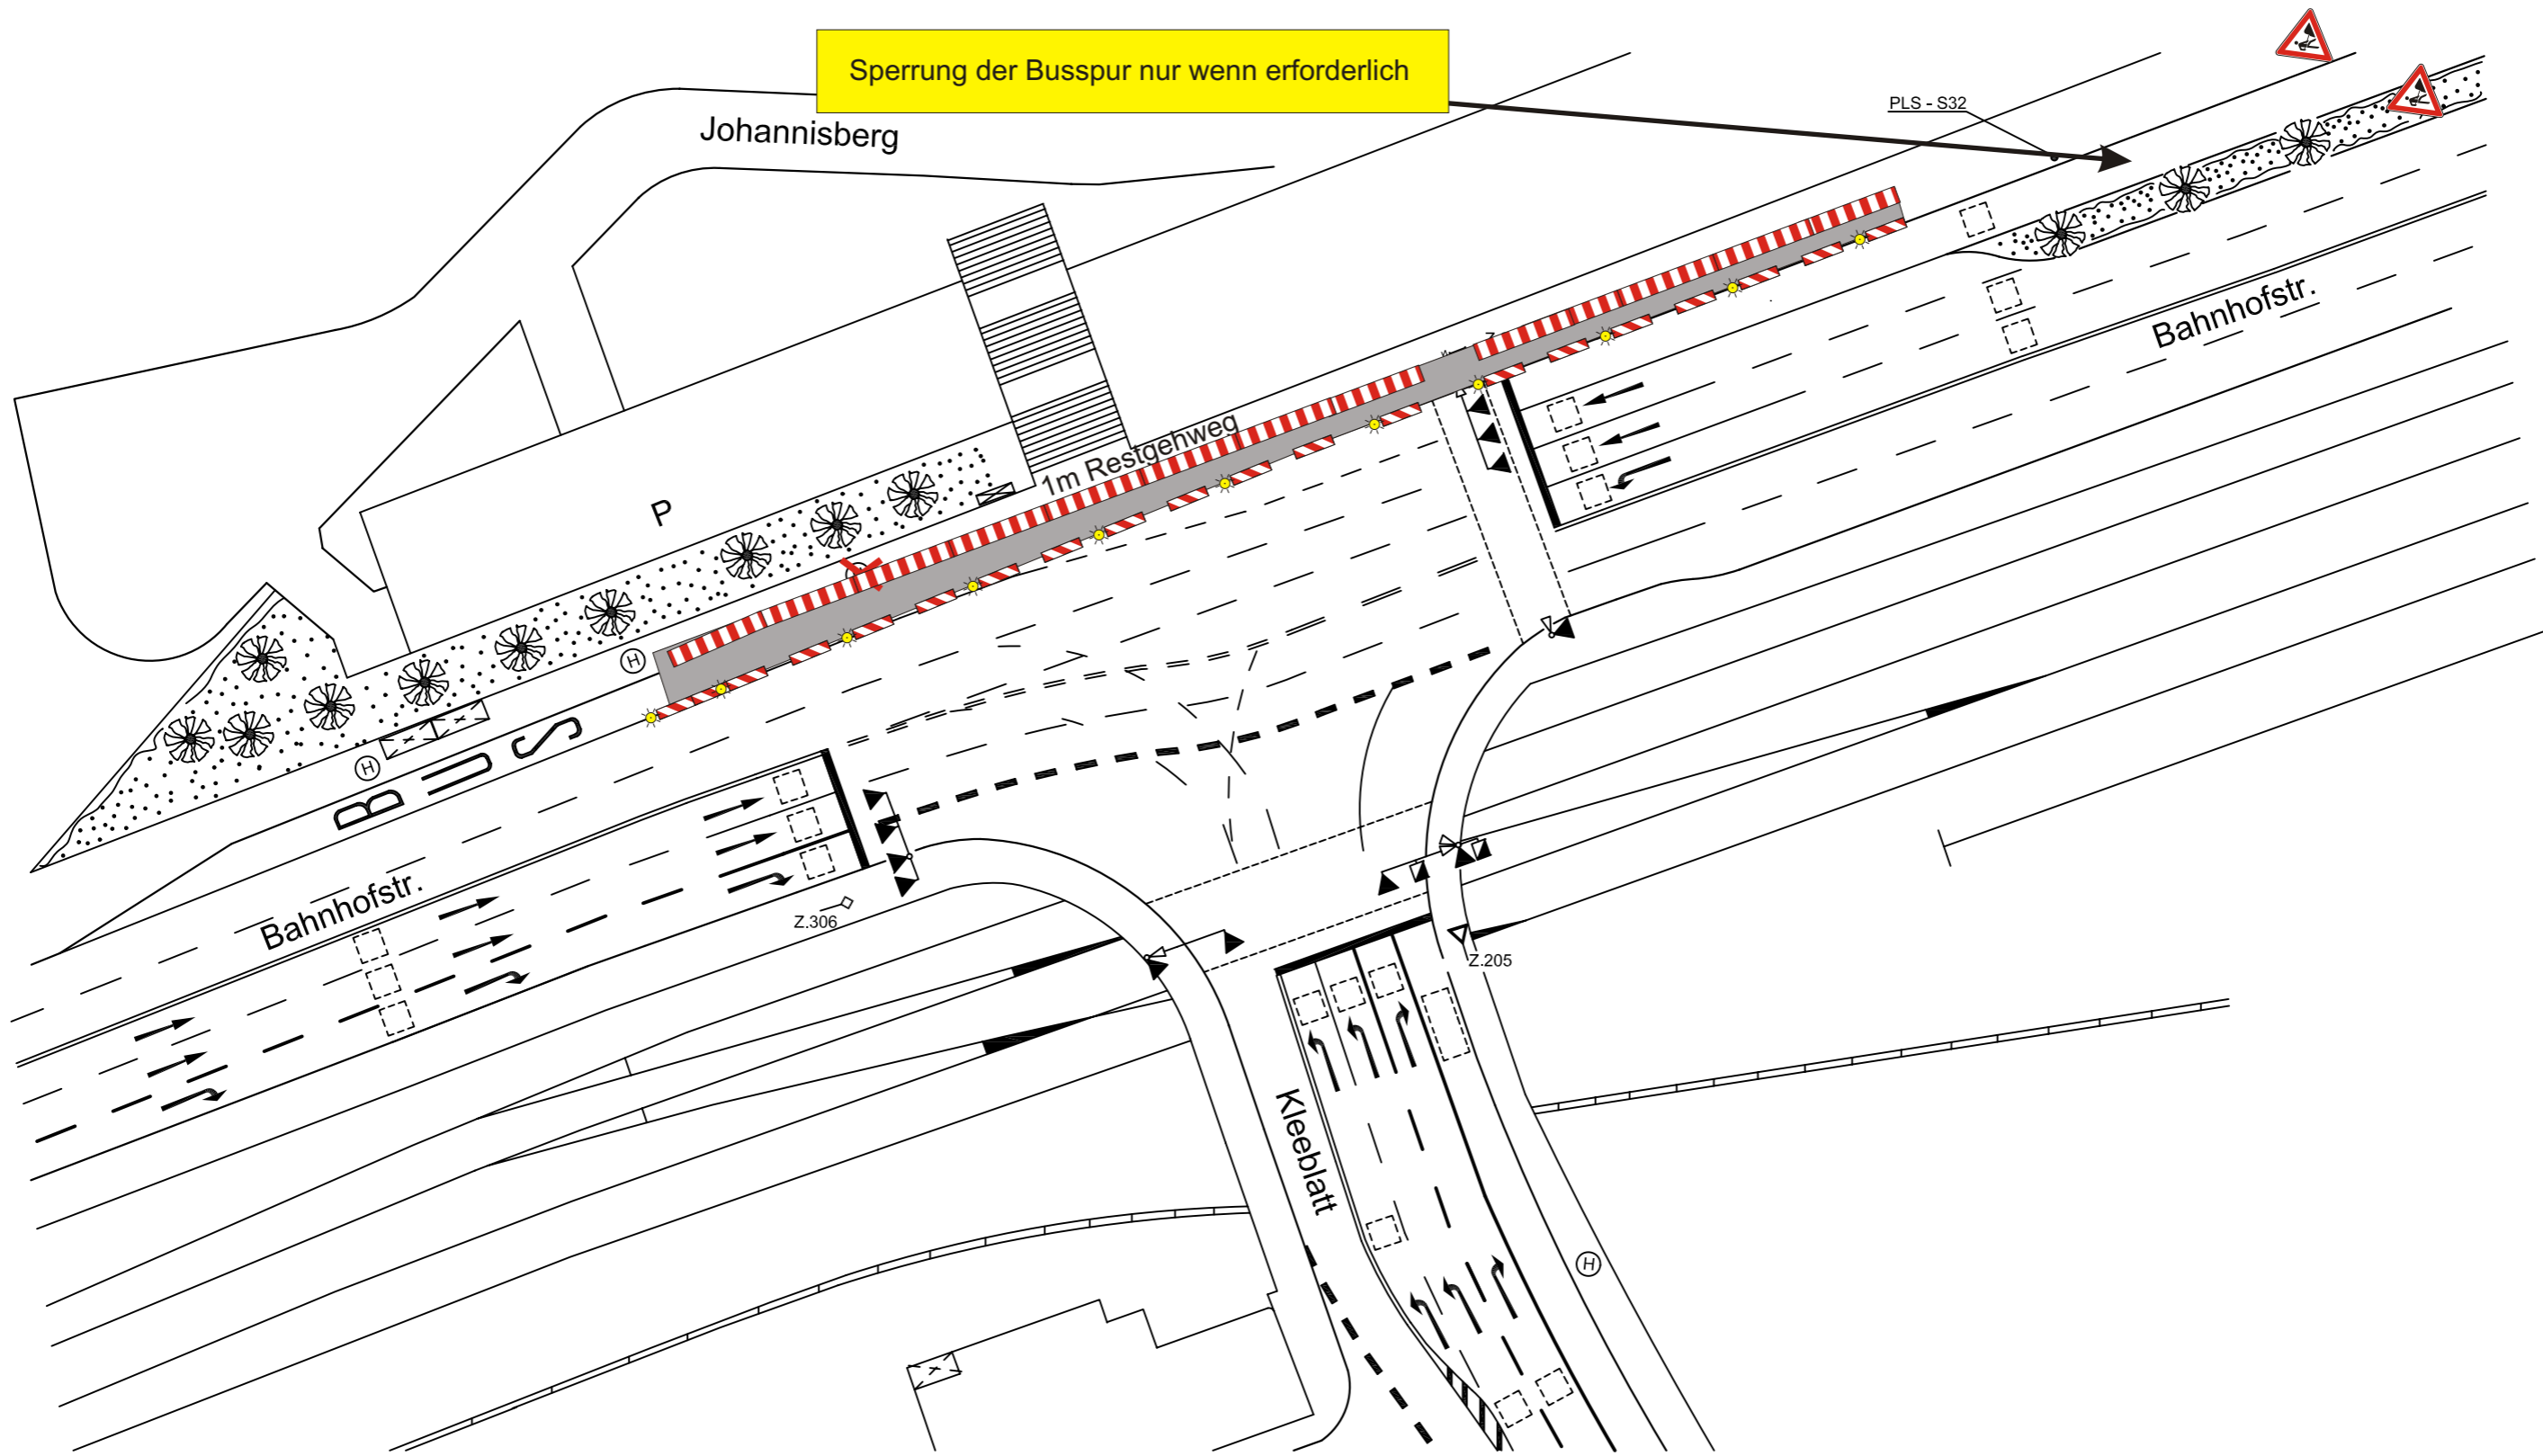 Sperrung der Busspur nur wenn erforderlich
Johannisberg
PLS - S32
Bahnhofstr.
1m Restgehweg
P
H
BUS
H
Bahnhofstr.
Z.306
Z.205
Kleeblatt
H